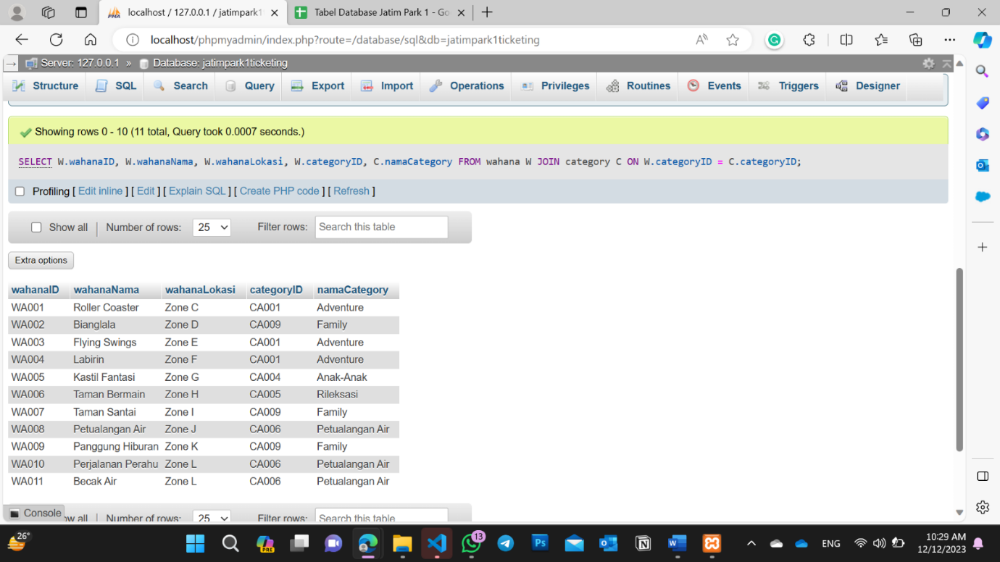 localhost / 127.0.0.1 / jatimpark1
Tabel Database Jatim Park 1 - Go
localhost/phpmyadmin/index.php?route=/database/sql&db=jatimpark1ticketing
Server: 127.0.0.1 » Database: jatimpark1ticketing
Structure SQL Search Query Export Import Operations Privileges Routines Events Triggers Designer
Showing rows 0 - 10 (11 total, Query took 0.0007 seconds.)
SELECT W.wahanaID, W.wahanaNama, W.wahanaLokasi, W.categoryID, C.namaCategory FROM wahana W JOIN category C ON W.categoryID = C.categoryID;
Profiling [ Edit inline ] [ Edit ] [ Explain SQL ] [ Create PHP code ] [ Refresh ]
Show all Number of rows: 25 Filter rows: Search this table
Extra options
wahanaID wahanaNama wahanaLokasi categoryID namaCategory
WA001 Roller Coaster Zone C CA001 Adventure
WA002 Bianglala Zone D CA009 Family
WA003 Flying Swings Zone E CA001 Adventure
WA004 Labirin Zone F CA001 Adventure
WA005 Kastil Fantasi Zone G CA004 Anak-Anak
WA006 Taman Bermain Zone H CA005 Rileksasi
WA007 Taman Santai Zone I CA009 Family
WA008 Petualangan Air Zone J CA006 Petualangan Air
WA009 Panggung Hiburan Zone K CA009 Family
WA010 Perjalanan Perahu Zone L CA006 Petualangan Air
WA011 Becak Air Zone L CA006 Petualangan Air
Console
ow all Number of rows: 25 Filter rows: Search this table
26° PRE 13 Ps ENG 10:29 AM
12/12/2023